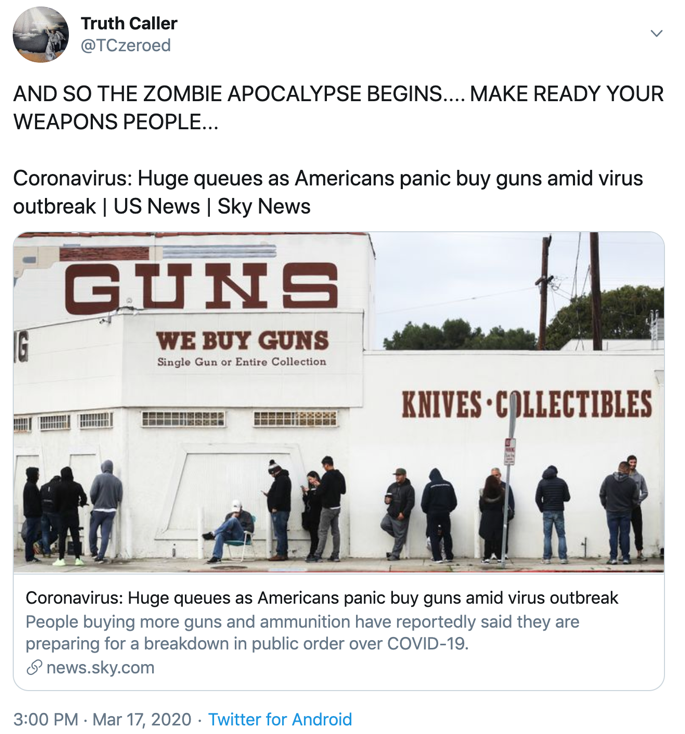 Truth Caller
@TCzeroed
AND SO THE ZOMBIE APOCALYPSE BEGINS.... MAKE READY YOUR
WEAPONS PEOPLE...
Coronavirus: Huge queues as Americans panic buy guns amid virus
outbreak | US News | Sky News
GUNS
G
WE BUY GUNS
Single Gun or Entire Collection
KNIVES·COLLECTIBLES
Coronavirus: Huge queues as Americans panic buy guns amid virus outbreak
People buying more guns and ammunition have reportedly said they are
preparing for a breakdown in public order over COVID-19.
news.sky.com
3:00 PM · Mar 17, 2020 · Twitter for Android